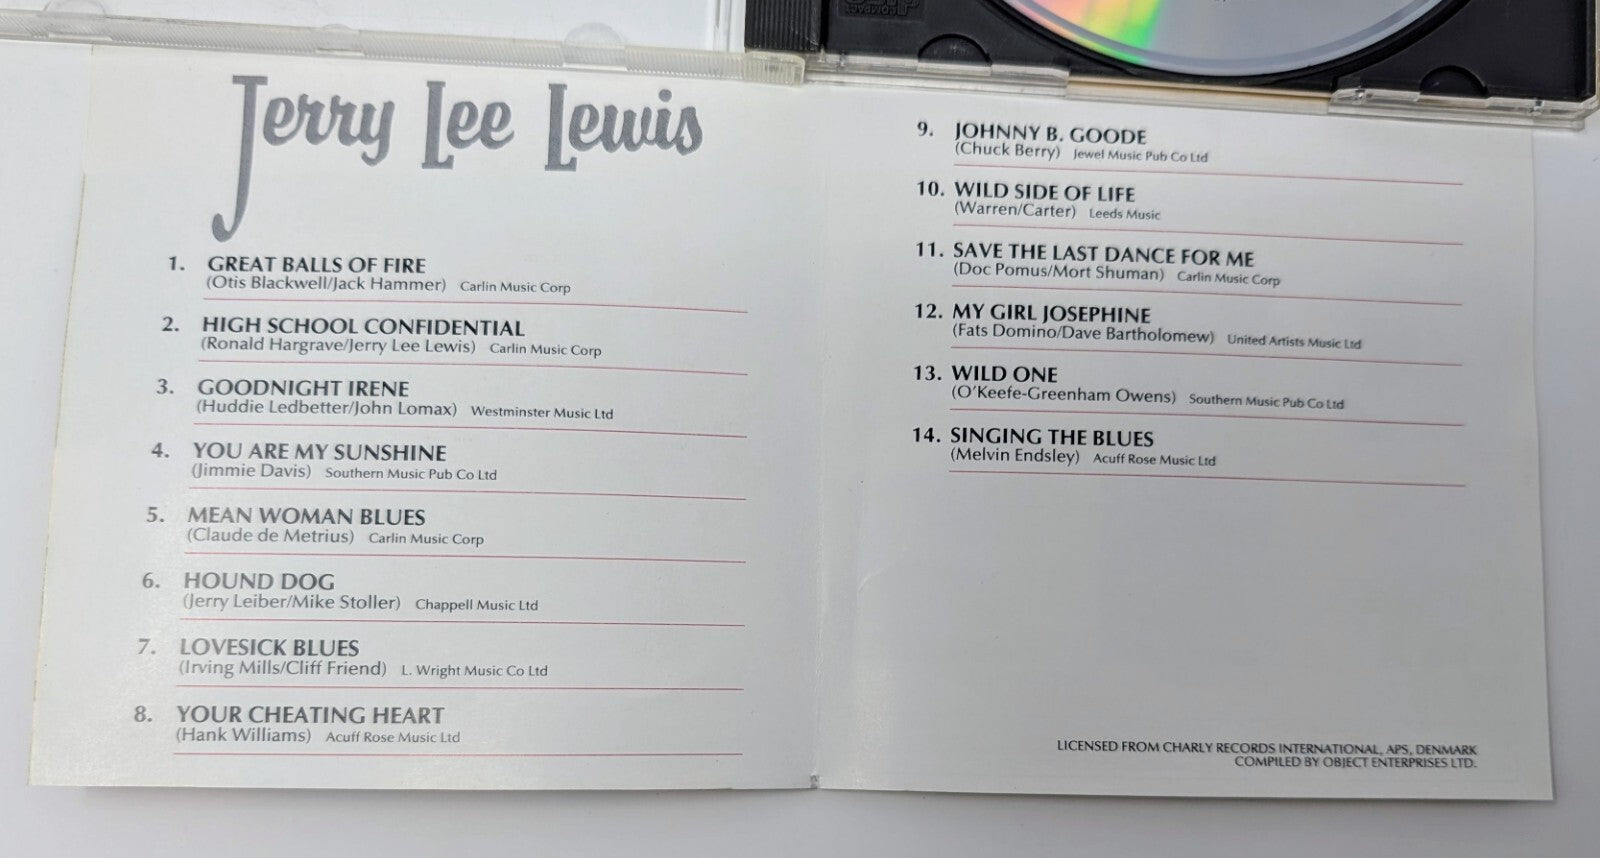 Jerry Lee Lewis
1. GREAT BALLS OF FIRE
(Otis Blackwell/Jack Hammer) Carlin Music Corp
2. HIGH SCHOOL CONFIDENTIAL
(Ronald Hargrave/Jerry Lee Lewis) Carlin Music Corp
3. GOODNIGHT IRENE
(Huddie Ledbetter/John Lomax) Westminster Music Ltd
4. YOU ARE MY SUNSHINE
(Jimmie Davis) Southern Music Pub Co Ltd
5. MEAN WOMAN BLUES
(Claude de Metrius) Carlin Music Corp
6. HOUND DOG
(Jerry Leiber/Mike Stoller) Chappell Music Ltd
7. LOVESICK BLUES
(Irving Mills/Cliff Friend) L. Wright Music Co Ltd
8. YOUR CHEATING HEART
(Hank Williams) Acuff Rose Music Ltd
9. JOHNNY B. GOODE
(Chuck Berry) Jewel Music Pub Co Ltd
10. WILD SIDE OF LIFE
(Warren/Carter) Leeds Music
11. SAVE THE LAST DANCE FOR ME
(Doc Pomus/Mort Shuman) Carlin Music Corp
12. MY GIRL JOSEPHINE
(Fats Domino/Dave Bartholomew) United Artists Music Ltd
13. WILD ONE
(O'Keefe-Greenham Owens) Southern Music Pub Co Ltd
14. SINGING THE BLUES
(Melvin Endsley) Acuff Rose Music Ltd
LICENSED FROM CHARLY RECORDS INTERNATIONAL, APS, DENMARK
COMPILED BY OBJECT ENTERPRISES LTD.